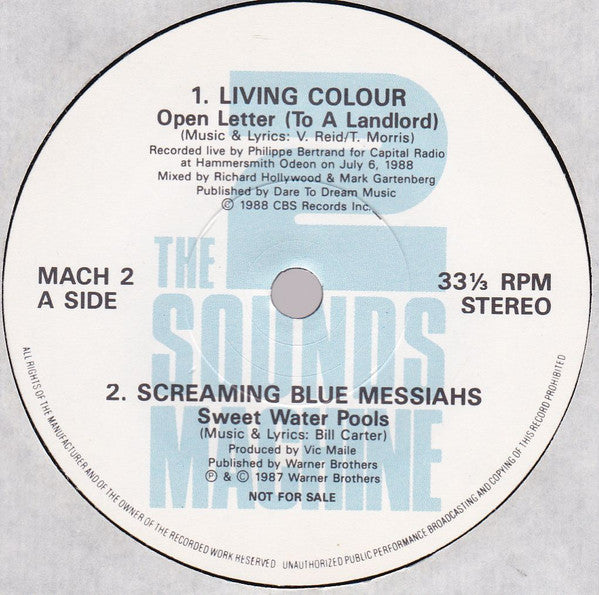 1. LIVING COLOUR
Open Letter (To A Landlord)
(Music & Lyrics: V. Reid/T. Morris)
Recorded live by Philippe Bertrand for Capital Radio
at Hammersmith Odeon on July 6, 1988
Mixed by Richard Hollywood & Mark Gartenberg
Published by Dare To Dream Music
© 1988 CBS Records Inc.
2
THE
SOUNDS
MACHINE
MACH 2
A SIDE
33⅓ RPM
STEREO
2. SCREAMING BLUE MESSIAHS
Sweet Water Pools
(Music & Lyrics: Bill Carter)
Produced by Vic Maile
Published by Warner Brothers
℗ & © 1987 Warner Brothers
NOT FOR SALE
ALL RIGHTS OF THE MANUFACTURER AND OF THE OWNER OF THE RECORDED WORK RESERVED UNAUTHORIZED PUBLIC PERFORMANCE BROADCASTING AND COPYING OF THIS RECORD PROHIBITED